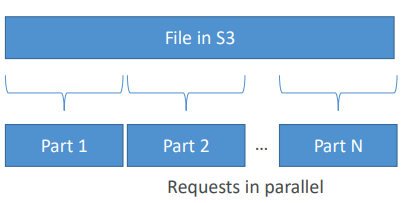 File in S3
Part 1 Part 2 ... Part N
Requests in parallel